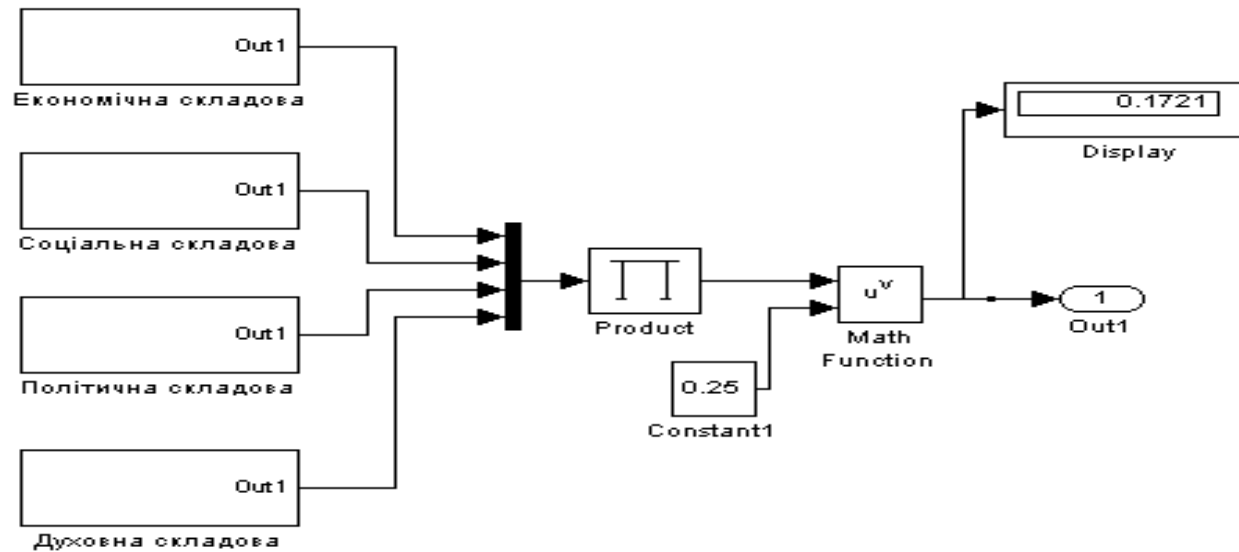 Out1
Економічна складова
Out1
Соціальна складова
Out1
Політична складова
Out1
Духовна складова
Product
0.25
Constant1
u^v
Math
Function
0.1721
Display
1
Out1